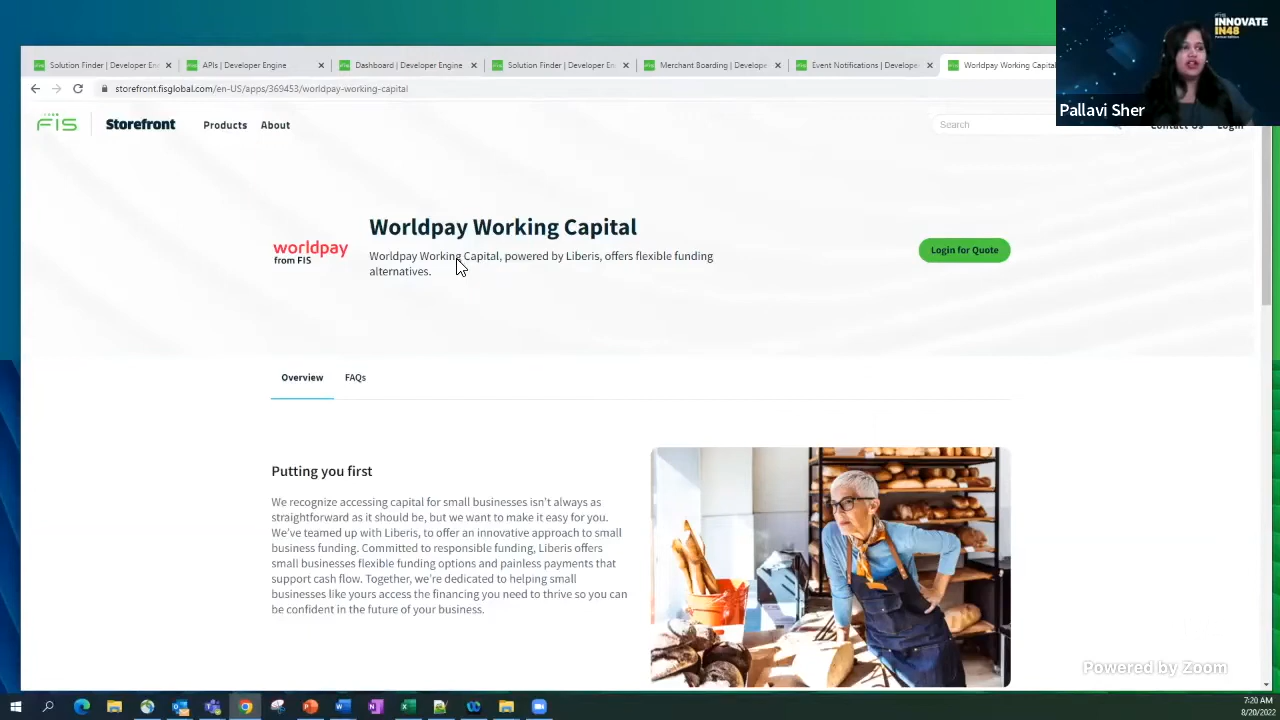 INNOVATE
IN48
Pallavi Sher
Solution Finder | Developer En
APIs | Developer Engine
Dashboard | Developer Engine
Solution Finder | Developer En
Merchant Boarding | Develope
Event Notifications | Develope
Worldpay Working Capital
storefront.fisglobal.com/en-US/apps/369453/worldpay-working-capital
FIS
Storefront
Products
About
Search
Contact Us
Login
worldpay
from FIS
Worldpay Working Capital
Worldpay Working Capital, powered by Liberis, offers flexible funding
alternatives.
Login for Quote
Overview
FAQs
Putting you first
We recognize accessing capital for small businesses isn't always as
straightforward as it should be, but we want to make it easy for you.
We've teamed up with Liberis, to offer an innovative approach to small
business funding. Committed to responsible funding, Liberis offers
small businesses flexible funding options and painless payments that
support cash flow. Together, we're dedicated to helping small
businesses like yours access the financing you need to thrive so you can
be confident in the future of your business.
Powered by Zoom
7:20 AM
8/20/2022